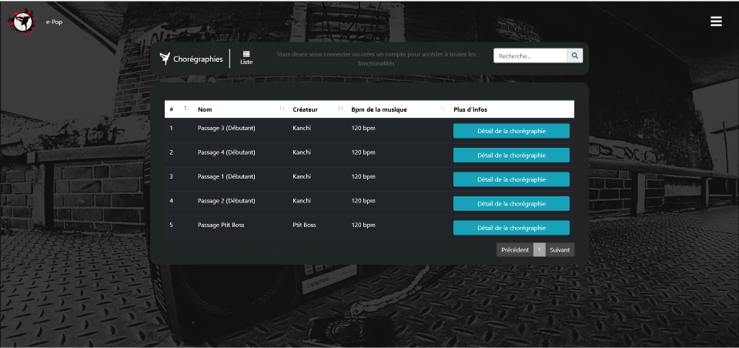 e-Pop
Chorégraphies
Liste
Vous devez vous connecter ou créer un compte pour accéder à toutes les
fonctionalités
Recherche...
# Nom Créateur Bpm de la musique Plus d'infos
1 Passage 3 (Débutant) Kanchi 120 bpm Détail de la chorégraphie
2 Passage 4 (Débutant) Kanchi 120 bpm Détail de la chorégraphie
3 Passage 1 (Débutant) Kanchi 120 bpm Détail de la chorégraphie
4 Passage 2 (Débutant) Kanchi 120 bpm Détail de la chorégraphie
5 Passage Ptit Boss Ptit Boss 120 bpm Détail de la chorégraphie
Précédent 1 Suivant